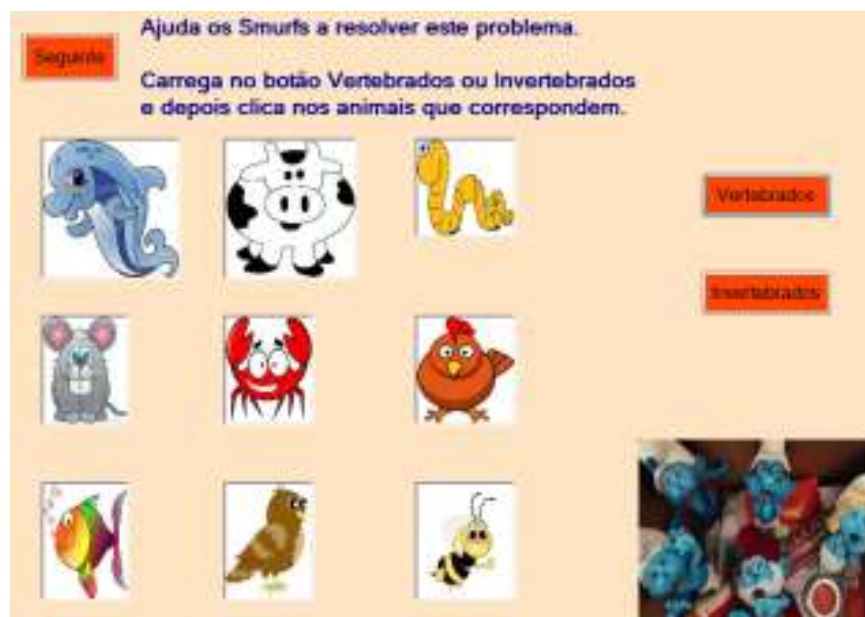 Ajuda os Smurfs a resolver este problema.
Seguinte
Carrega no botão Vertebrados ou Invertebrados
e depois clica nos animais que correspondem.
Vertebrados
Invertebrados